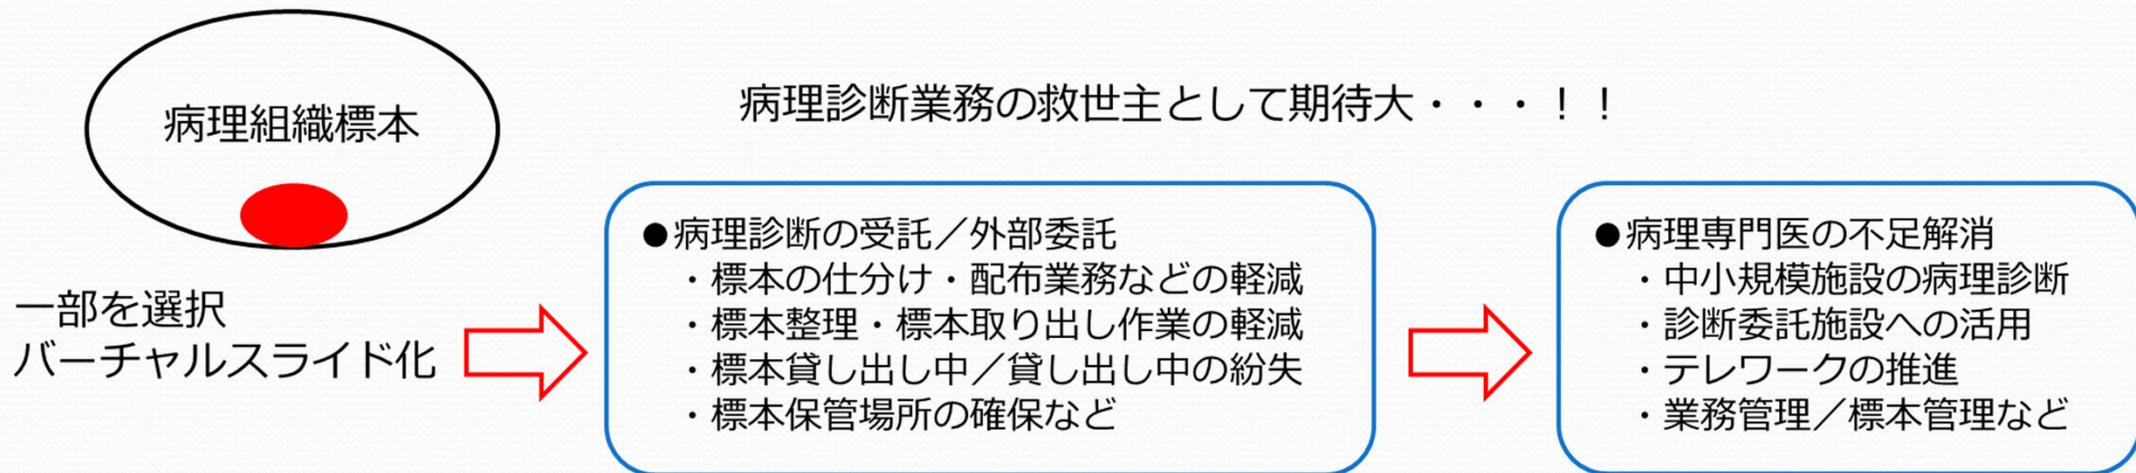 病理組織標本
病理診断業務の救世主として期待大・・・！！
一部を選択
バーチャルスライド化
●病理診断の受託／外部委託
・標本の仕分け・配布業務などの軽減
・標本整理・標本取り出し作業の軽減
・標本貸し出し中／貸し出し中の紛失
・標本保管場所の確保など
●病理専門医の不足解消
・中小規模施設の病理診断
・診断委託施設への活用
・テレワークの推進
・業務管理／標本管理など